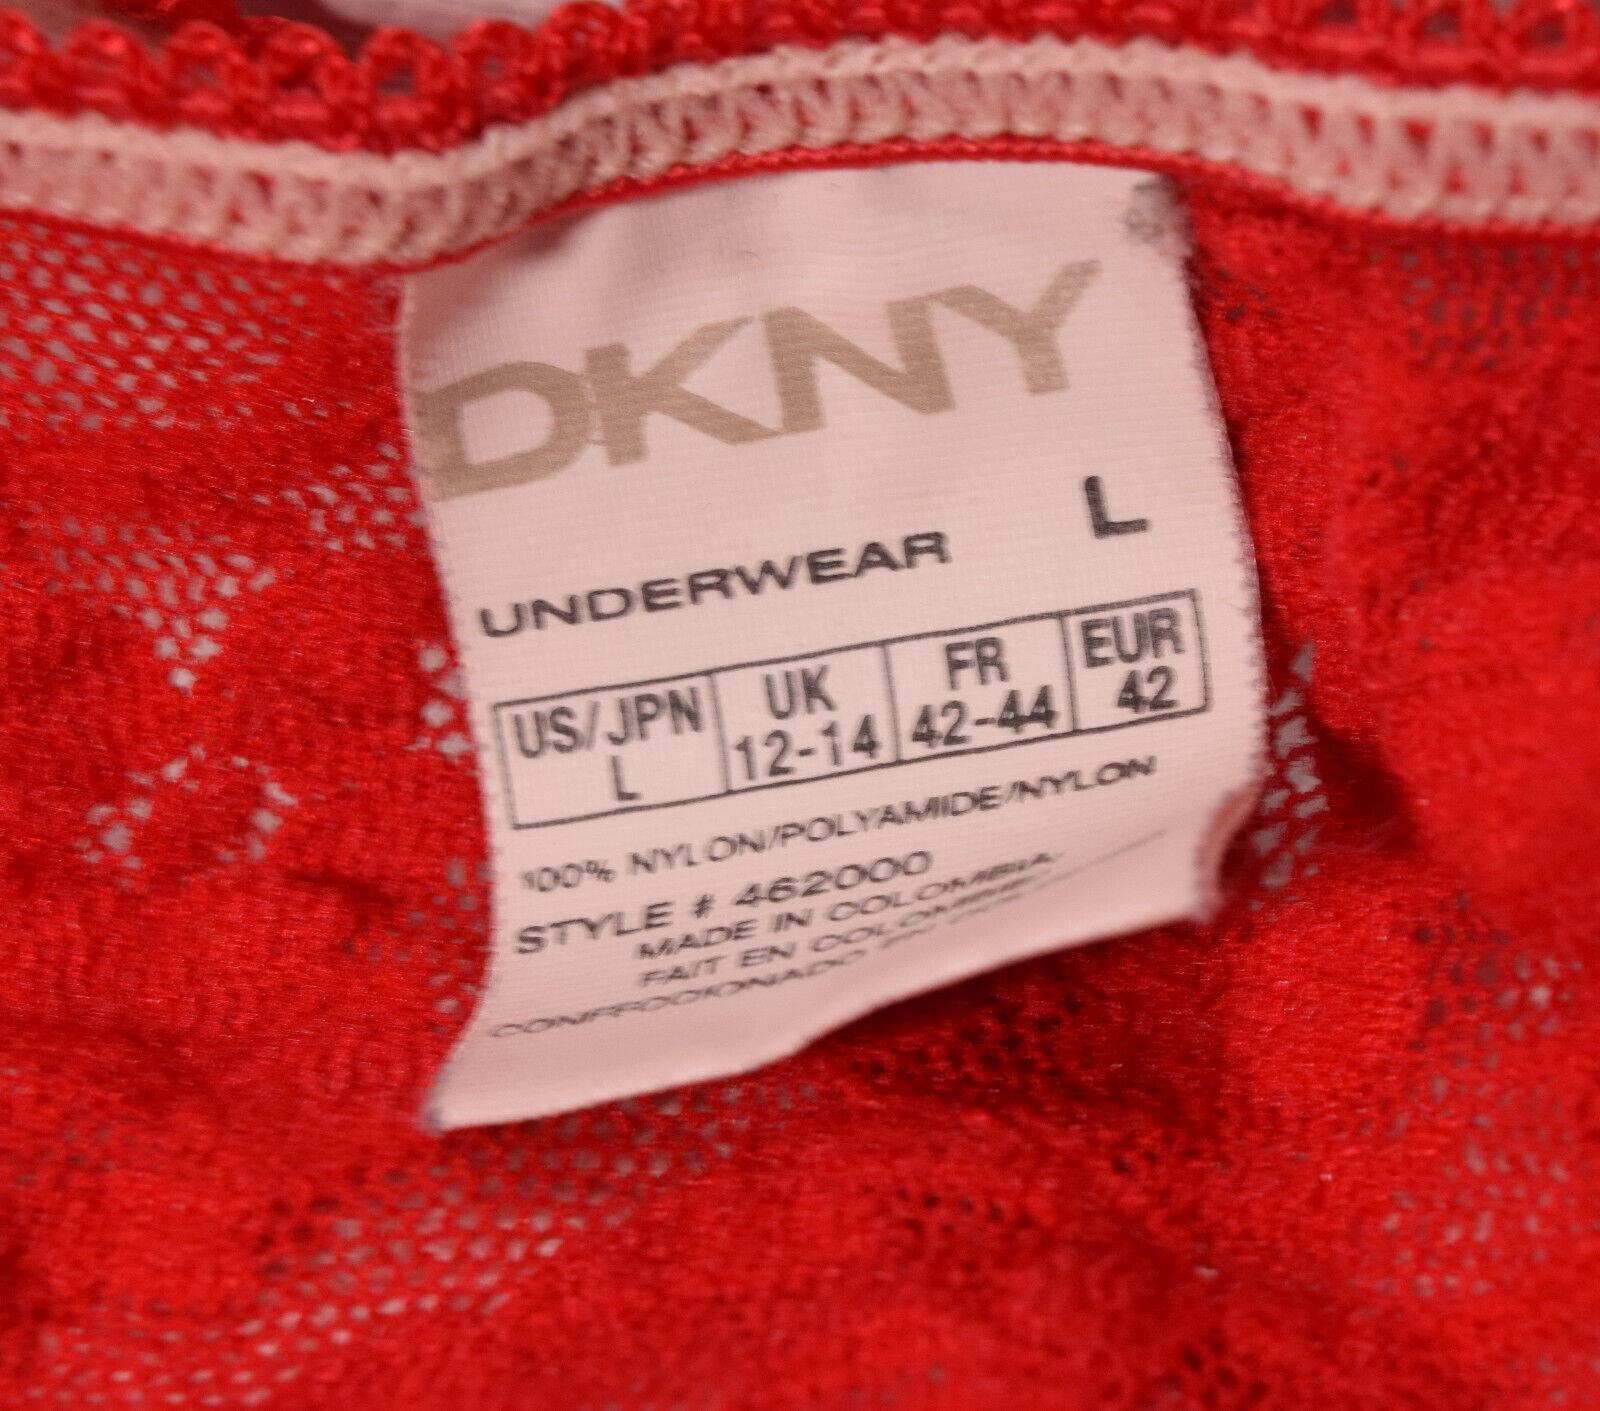 DKNY
UNDERWEAR L
US/JPN UK FR EUR
L 12-14 42-44 42
100% NYLON/POLYAMIDE/NYLON
STYLE # 462000
MADE IN COLOMBIA
FAIT EN COLOMBIE
CONFECCIONADO